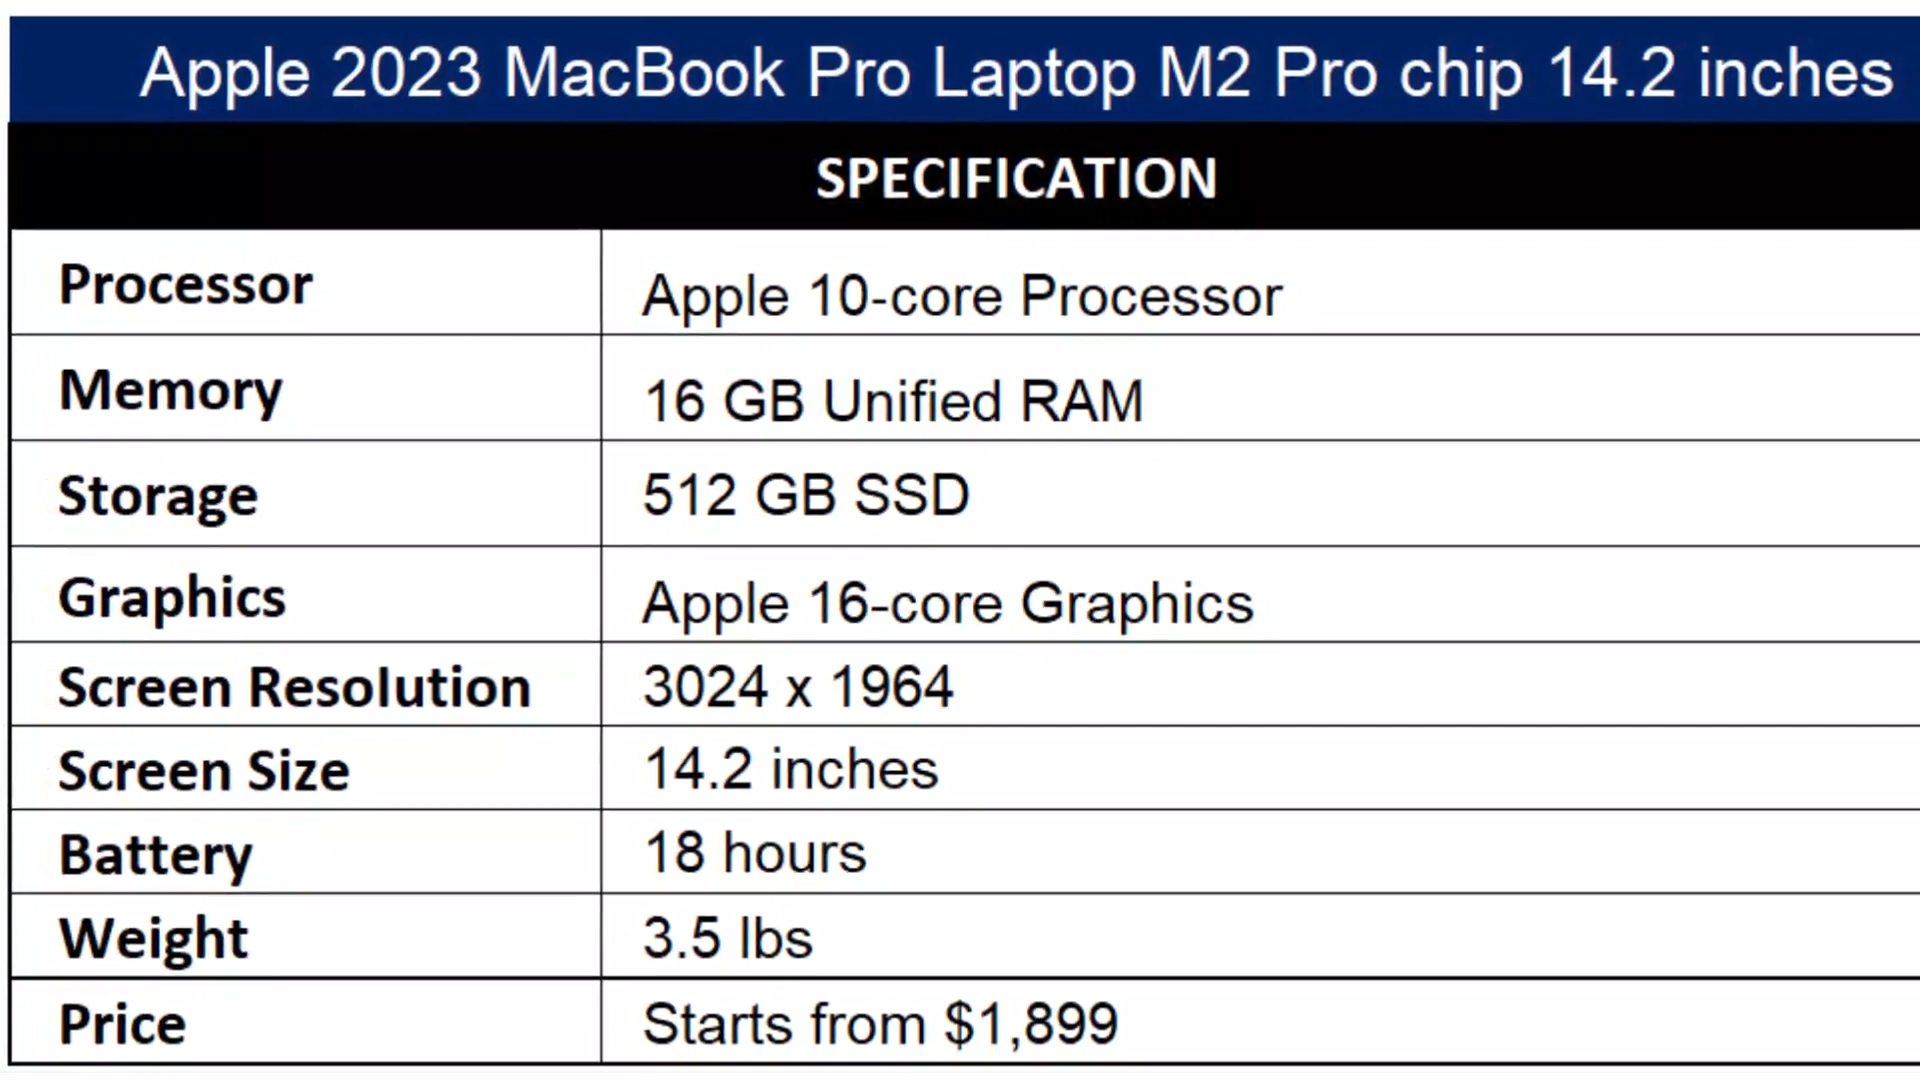 Apple 2023 MacBook Pro Laptop M2 Pro chip 14.2 inches
SPECIFICATION
Processor Apple 10-core Processor
Memory 16 GB Unified RAM
Storage 512 GB SSD
Graphics Apple 16-core Graphics
Screen Resolution 3024 x 1964
Screen Size 14.2 inches
Battery 18 hours
Weight 3.5 lbs
Price Starts from $1,899